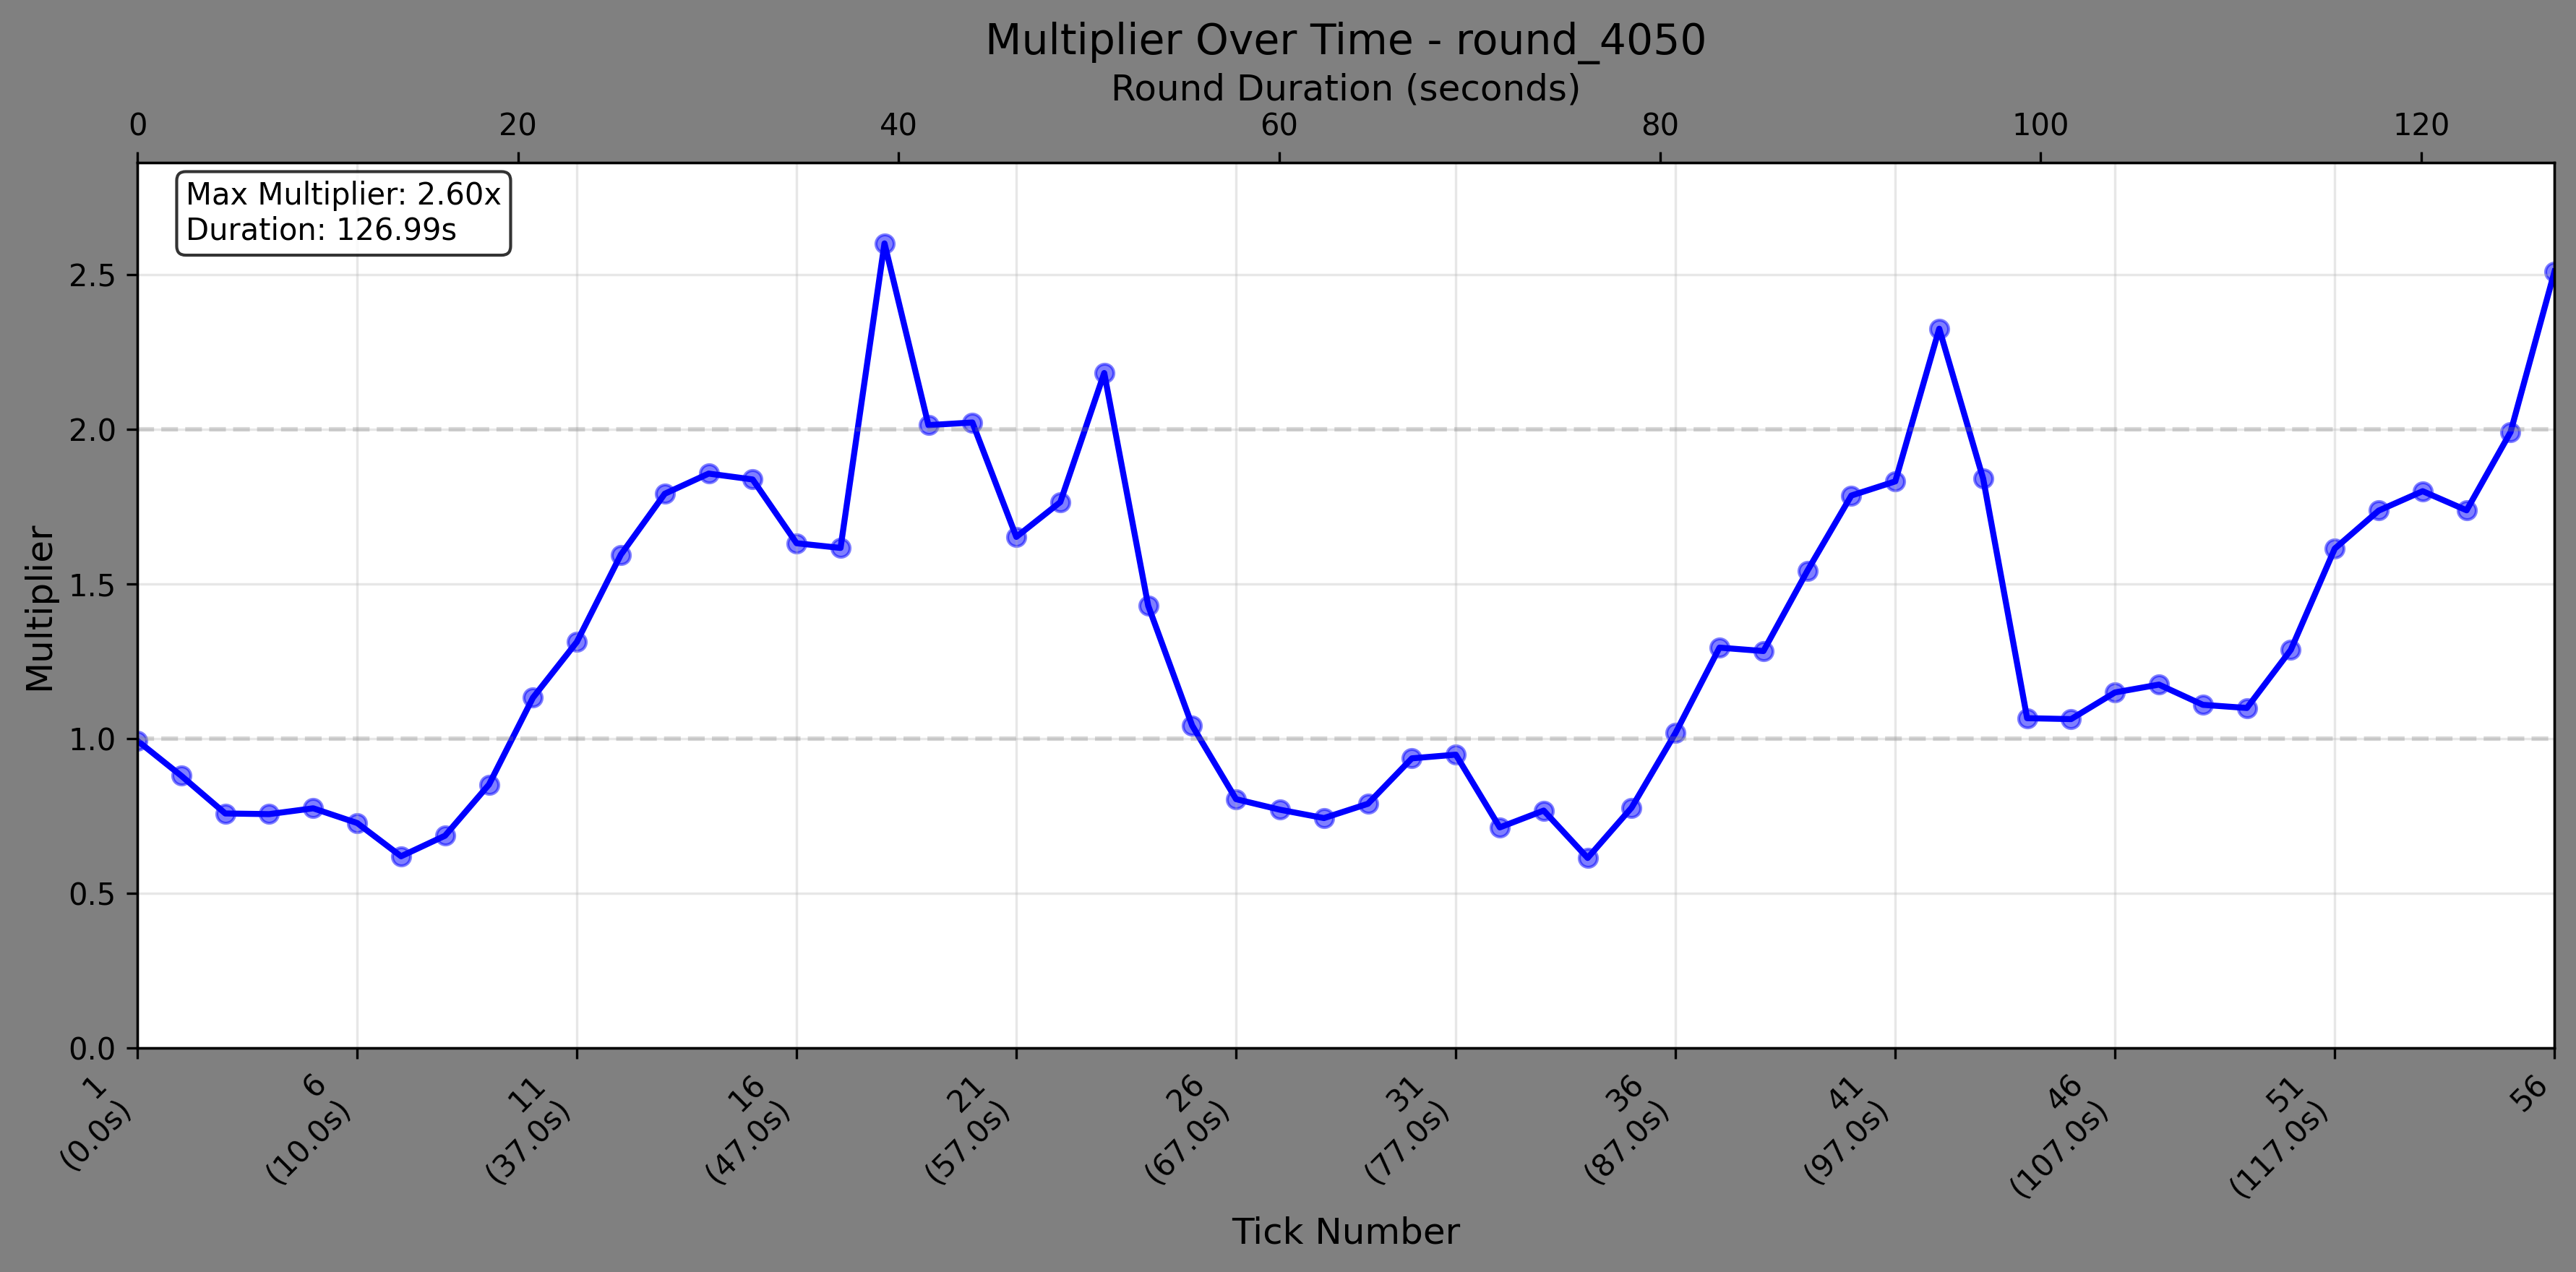 Multiplier Over Time - round_4050
Round Duration (seconds)
0 20 40 60 80 100 120
Max Multiplier: 2.60x
Duration: 126.99s
2.5
2.0
1.5
1.0
0.5
0.0
Multiplier
1
(0.0s)
6
(10.0s)
11
(37.0s)
16
(47.0s)
21
(57.0s)
26
(67.0s)
31
(77.0s)
36
(87.0s)
41
(97.0s)
46
(107.0s)
51
(117.0s)
56
Tick Number